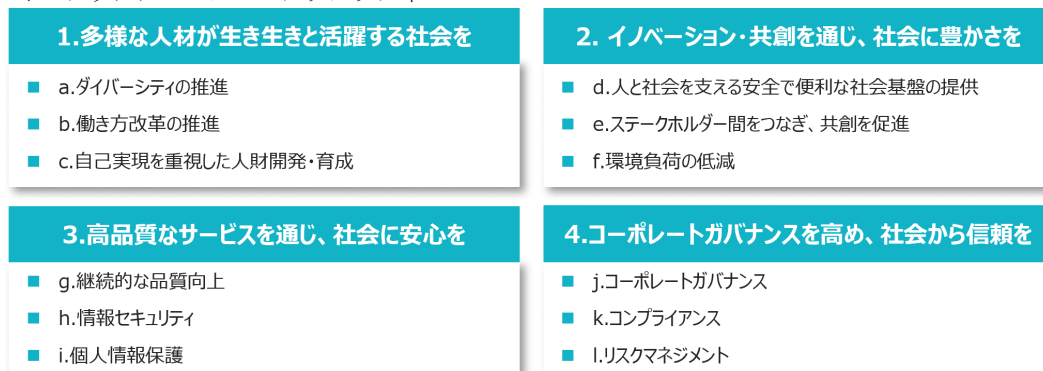 1.多様な人材が生き生きと活躍する社会を
■ a.ダイバーシティの推進
■ b.働き方改革の推進
■ c.自己実現を重視した人財開発・育成
2. イノベーション・共創を通じ、社会に豊かさを
■ d.人と社会を支える安全で便利な社会基盤の提供
■ e.ステークホルダー間をつなぎ、共創を促進
■ f.環境負荷の低減
3.高品質なサービスを通じ、社会に安心を
■ g.継続的な品質向上
■ h.情報セキュリティ
■ i.個人情報保護
4.コーポレートガバナンスを高め、社会から信頼を
■ j.コーポレートガバナンス
■ k.コンプライアンス
■ l.リスクマネジメント